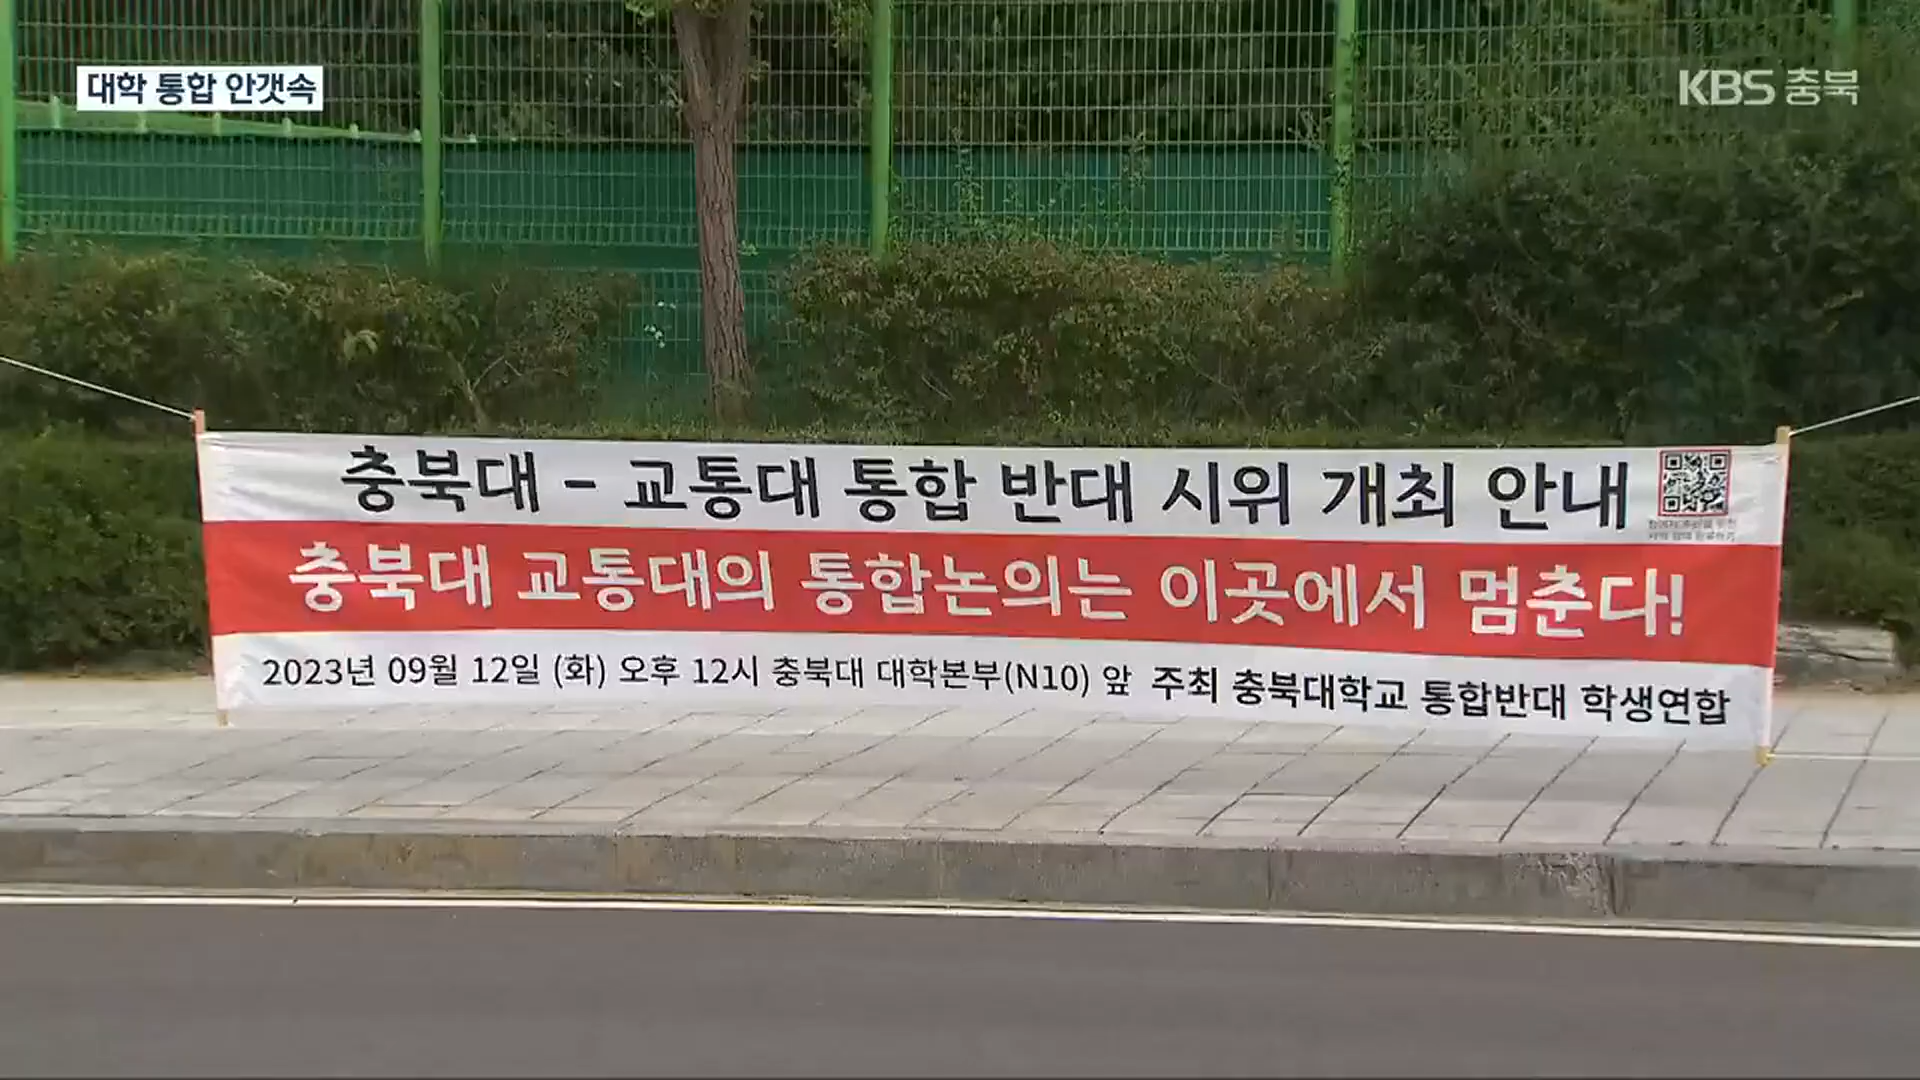 대학 통합 안갯속
KBS 충북
충북대 - 교통대 통합 반대 시위 개최 안내
충북대 교통대의 통합논의는 이곳에서 멈춘다!
2023년 09월 12일 (화) 오후 12시 충북대 대학본부(N10) 앞 주최 충북대학교 통합반대 학생연합